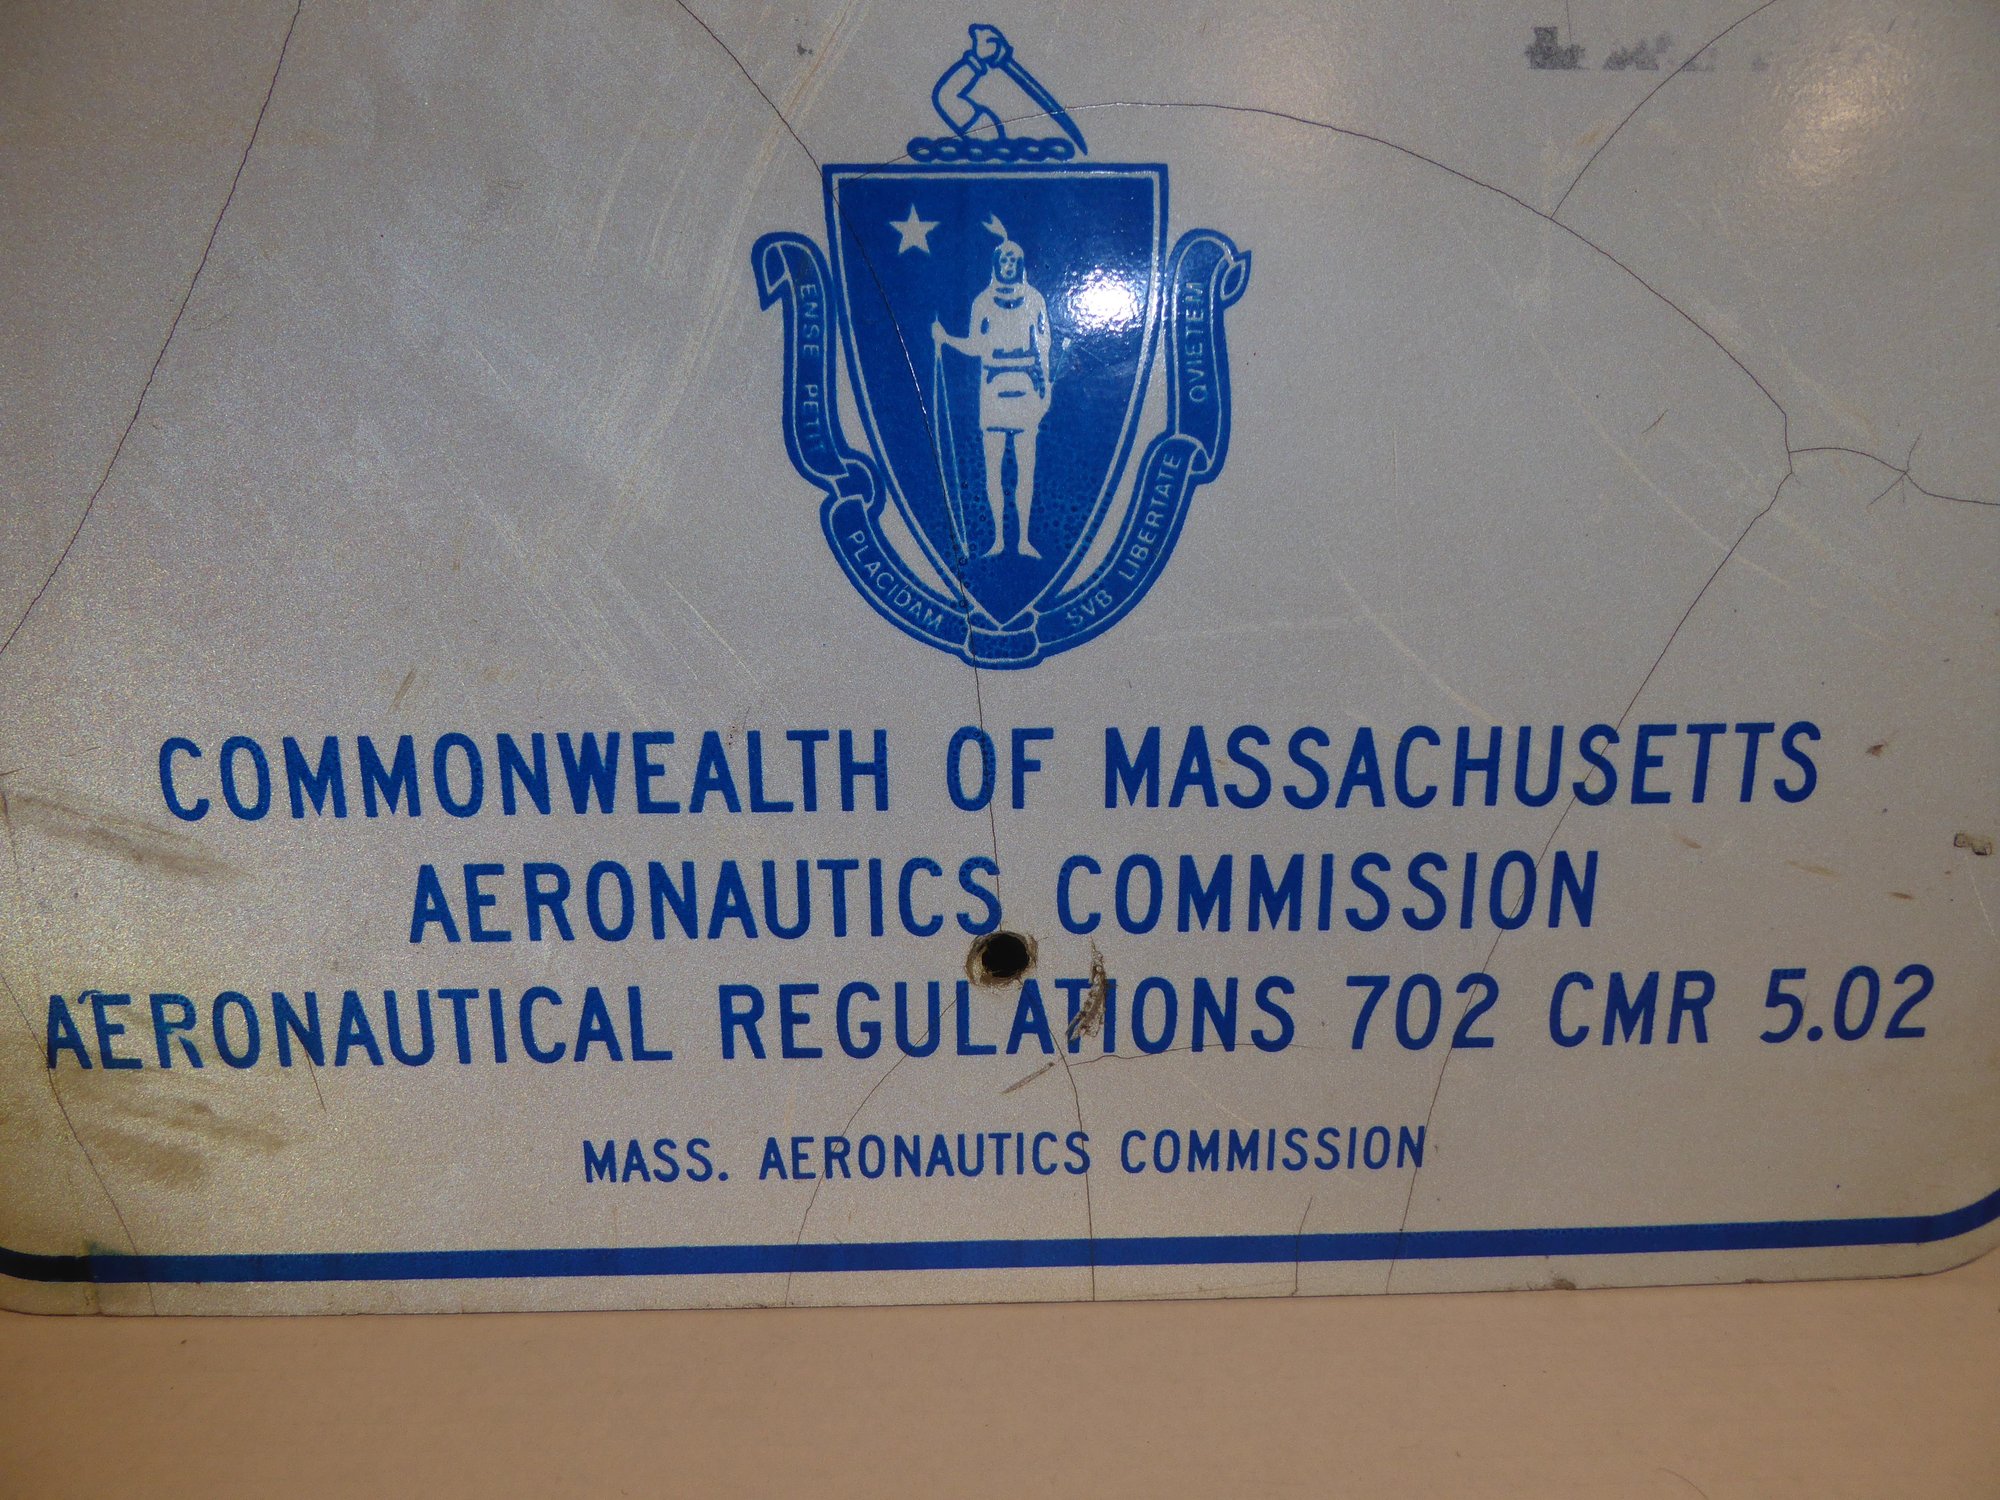 ENSE PETIT PLACIDAM SVB LIBERTATE QVIETEM
COMMONWEALTH OF MASSACHUSETTS
AERONAUTICS COMMISSION
AERONAUTICAL REGULATIONS 702 CMR 5.02
MASS. AERONAUTICS COMMISSION